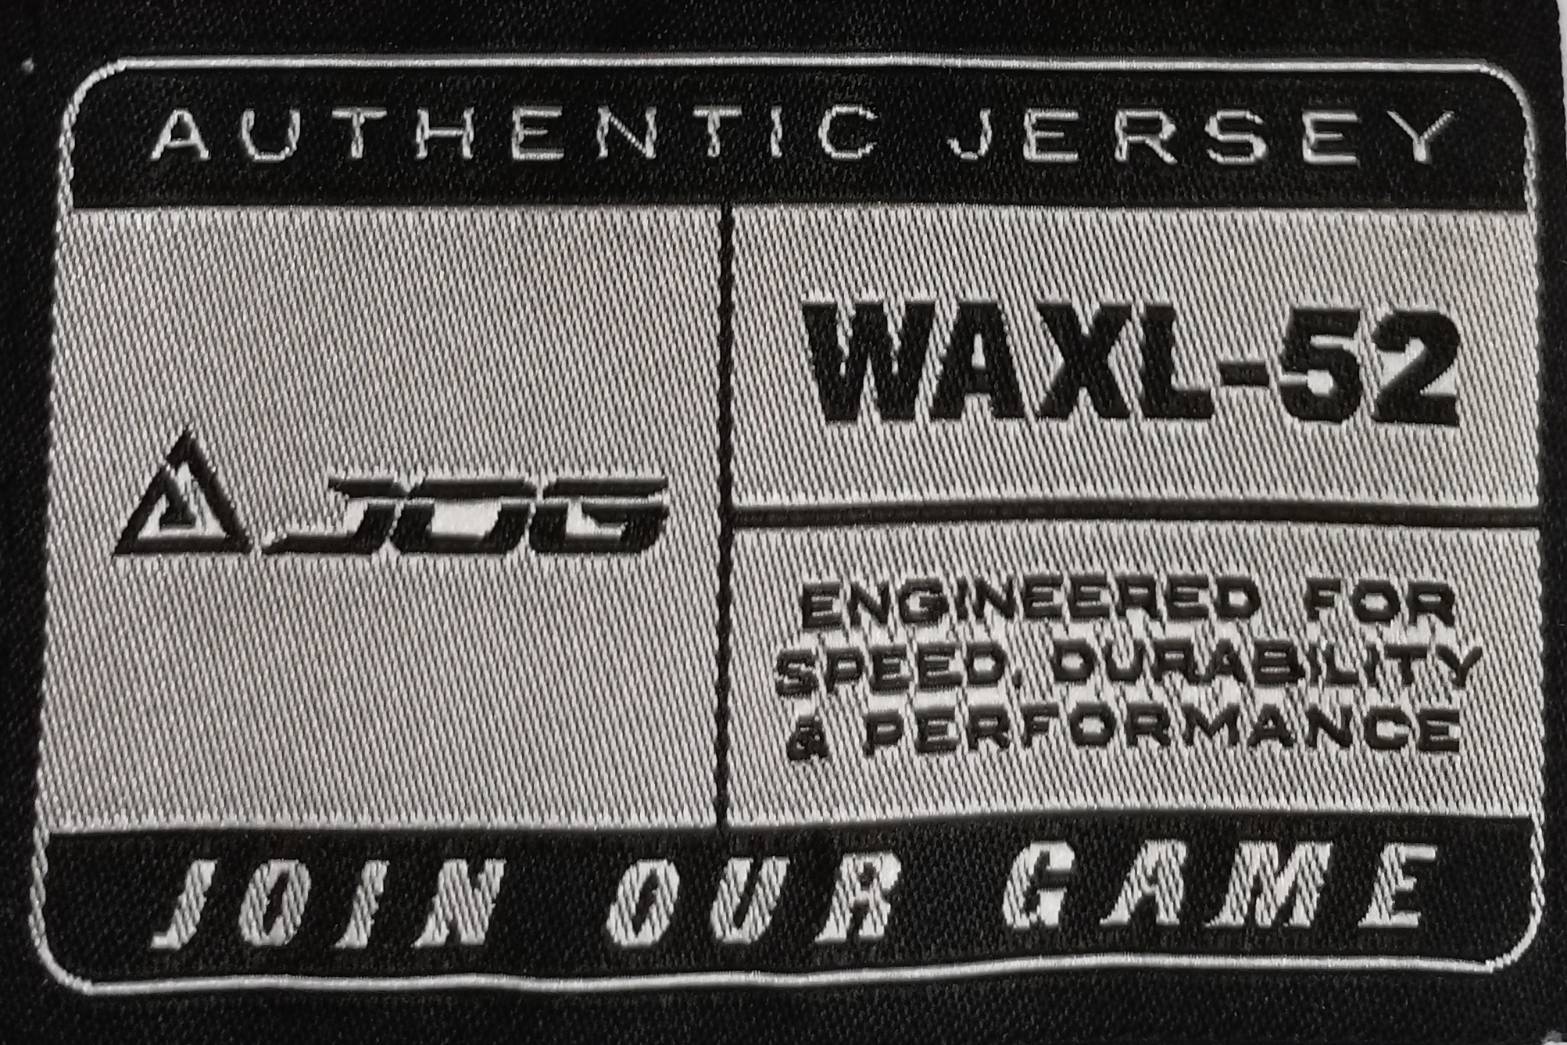 AUTHENTIC JERSEY
JOG
WAXL-52
ENGINEERED FOR
SPEED, DURABILITY
& PERFORMANCE
JOIN OUR GAME